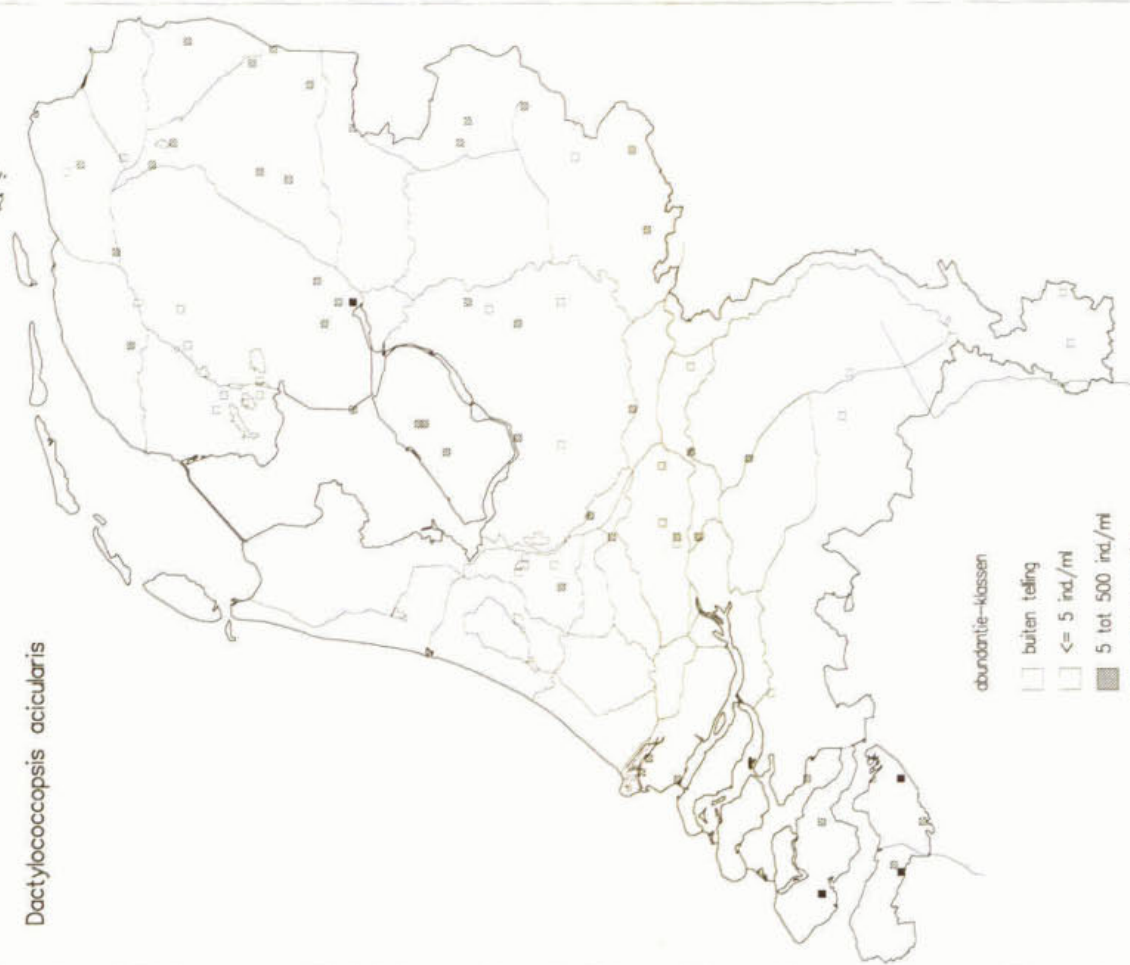 Dactylococcopsis acicularis
abundantie-klassen
buiten telling
<= 5 ind./ml
5 tot 500 ind./ml